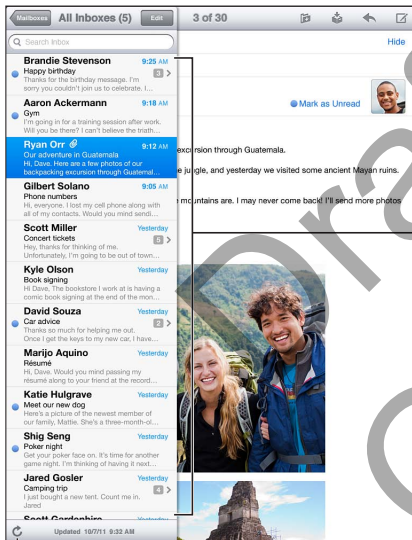 Mailboxes
All Inboxes (5)
Edit
3 of 30
Search Inbox
Hide
Brandie Stevenson 9:25 AM
Happy birthday 3
Thanks for the birthday message. I'm
sorry you couldn't join us to celebrate, I...
Aaron Ackermann 9:18 AM
Gym
I'm going in for a training session after work.
Will you be there? I can't believe the triath...
Ryan Orr 9:12 AM
Our adventure in Guatemala
Hi, Dave. Here are a few photos of our
backpacking excursion through Guatemal...
Gilbert Solano 9:05 AM
Phone numbers
Hi, everyone. I lost my cell phone along with
all of my contacts. Would you mind sendi...
Scott Miller Yesterday
Concert tickets 5
Hey, thanks for thinking of me.
Unfortunately, I'm going to be out of town...
Kyle Olson Yesterday
Book signing
Hi Dave, The bookstore I work at is having a
comic book signing at the end of the mon...
David Souza Yesterday
Car advice 2
Thanks so much for helping me out.
Once I get the keys to my new car, I have...
Marijo Aquino Yesterday
Résumé
Hi, Dave. Would you mind passing my
résumé along to your friend at the record...
Katie Hulgrave Yesterday
Meet our new dog
Here's a picture of the newest member of
our family, Mattie. She's a three-month-ol...
Shig Seng Yesterday
Poker night
Get your poker face on. It's time for another
game night. I'm thinking of having it next...
Jared Gosler Yesterday
Camping trip 4
I just bought a new tent. Count me in.
Jared
Scott Gardenhire Yesterday
Updated 10/7/11 9:32 AM
Mark as Unread
excursion through Guatemala.
e jungle, and yesterday we visited some ancient Mayan ruins.
e mountains are. I may never come back! I'll send more photos
Dra